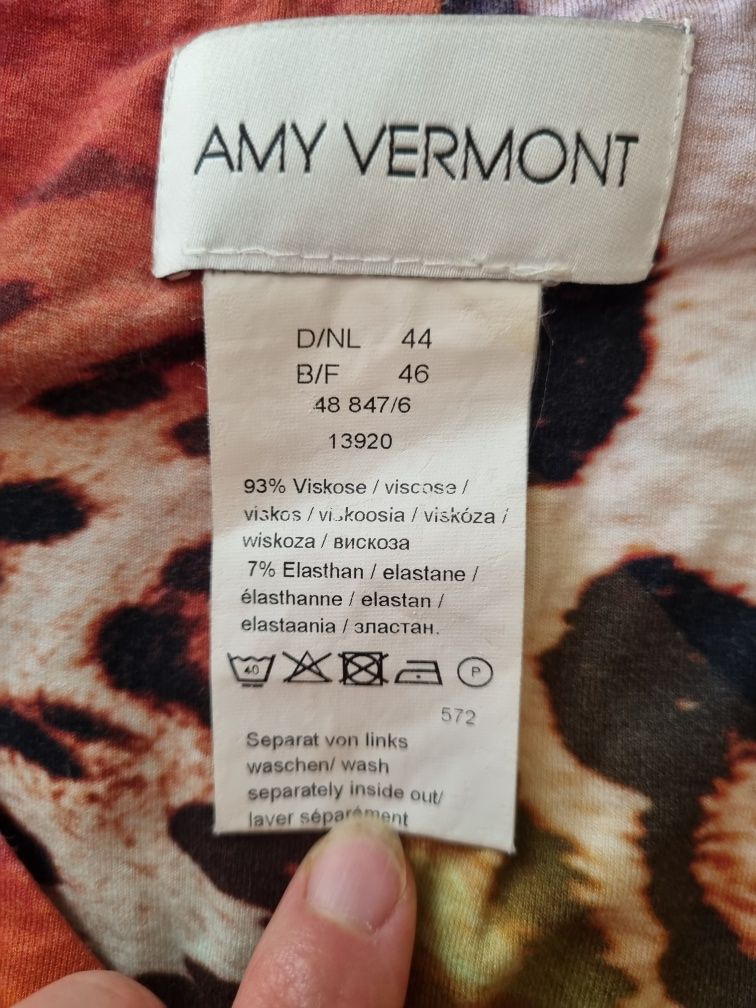 AMY VERMONT
D/NL 44
B/F 46
48 847/6
13920
93% Viskose / viscose /
viskos / viskoosia / viskóza /
wiskoza / вискоза
7% Elasthan / elastane /
élasthanne / elastan /
elastaania / эластан.
40 P
572
Separat von links
waschen/ wash
separately inside out/
laver séparément